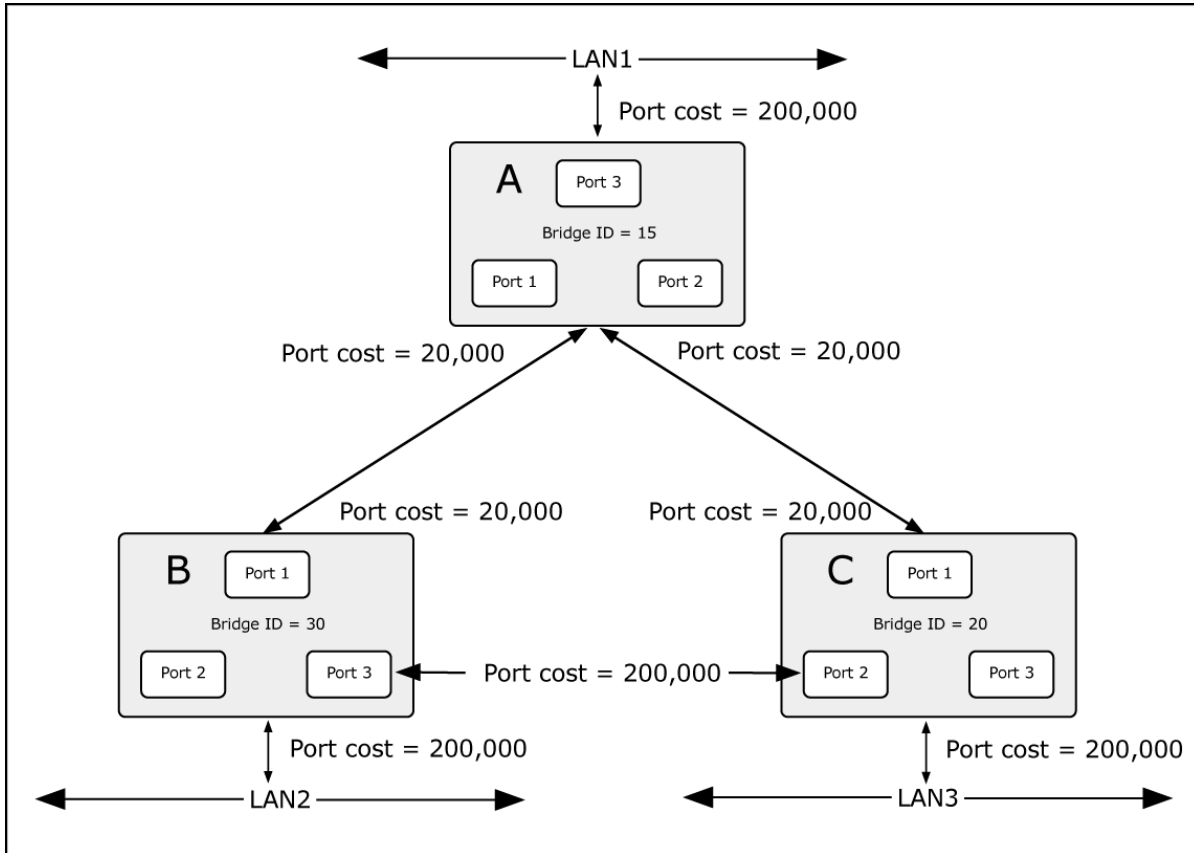 LAN1
Port cost = 200,000
A
Port 3
Bridge ID = 15
Port 1
Port 2
Port cost = 20,000
Port cost = 20,000
Port cost = 20,000
Port cost = 20,000
B
Port 1
Bridge ID = 30
Port 2
Port 3
C
Port 1
Bridge ID = 20
Port 2
Port 3
Port cost = 200,000
Port cost = 200,000
LAN2
Port cost = 200,000
LAN3